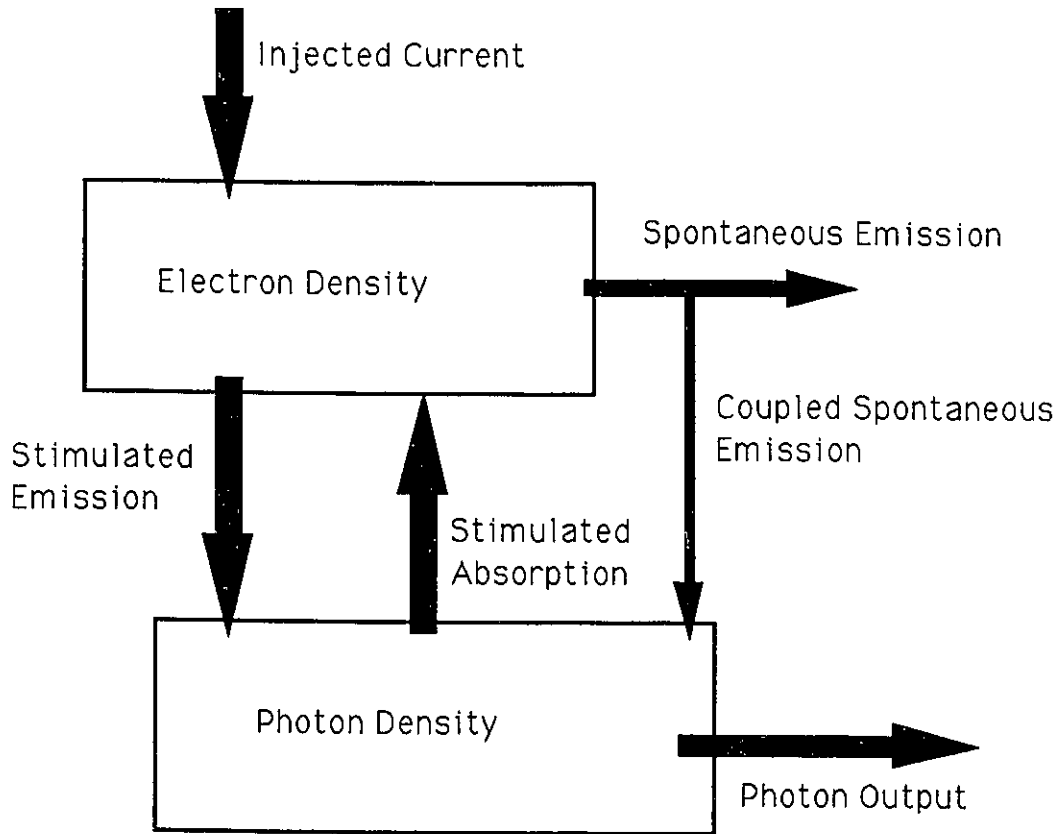 Injected Current
Spontaneous Emission
Electron Density
Coupled Spontaneous
Emission
Stimulated
Emission
Stimulated
Absorption
Photon Density
Photon Output